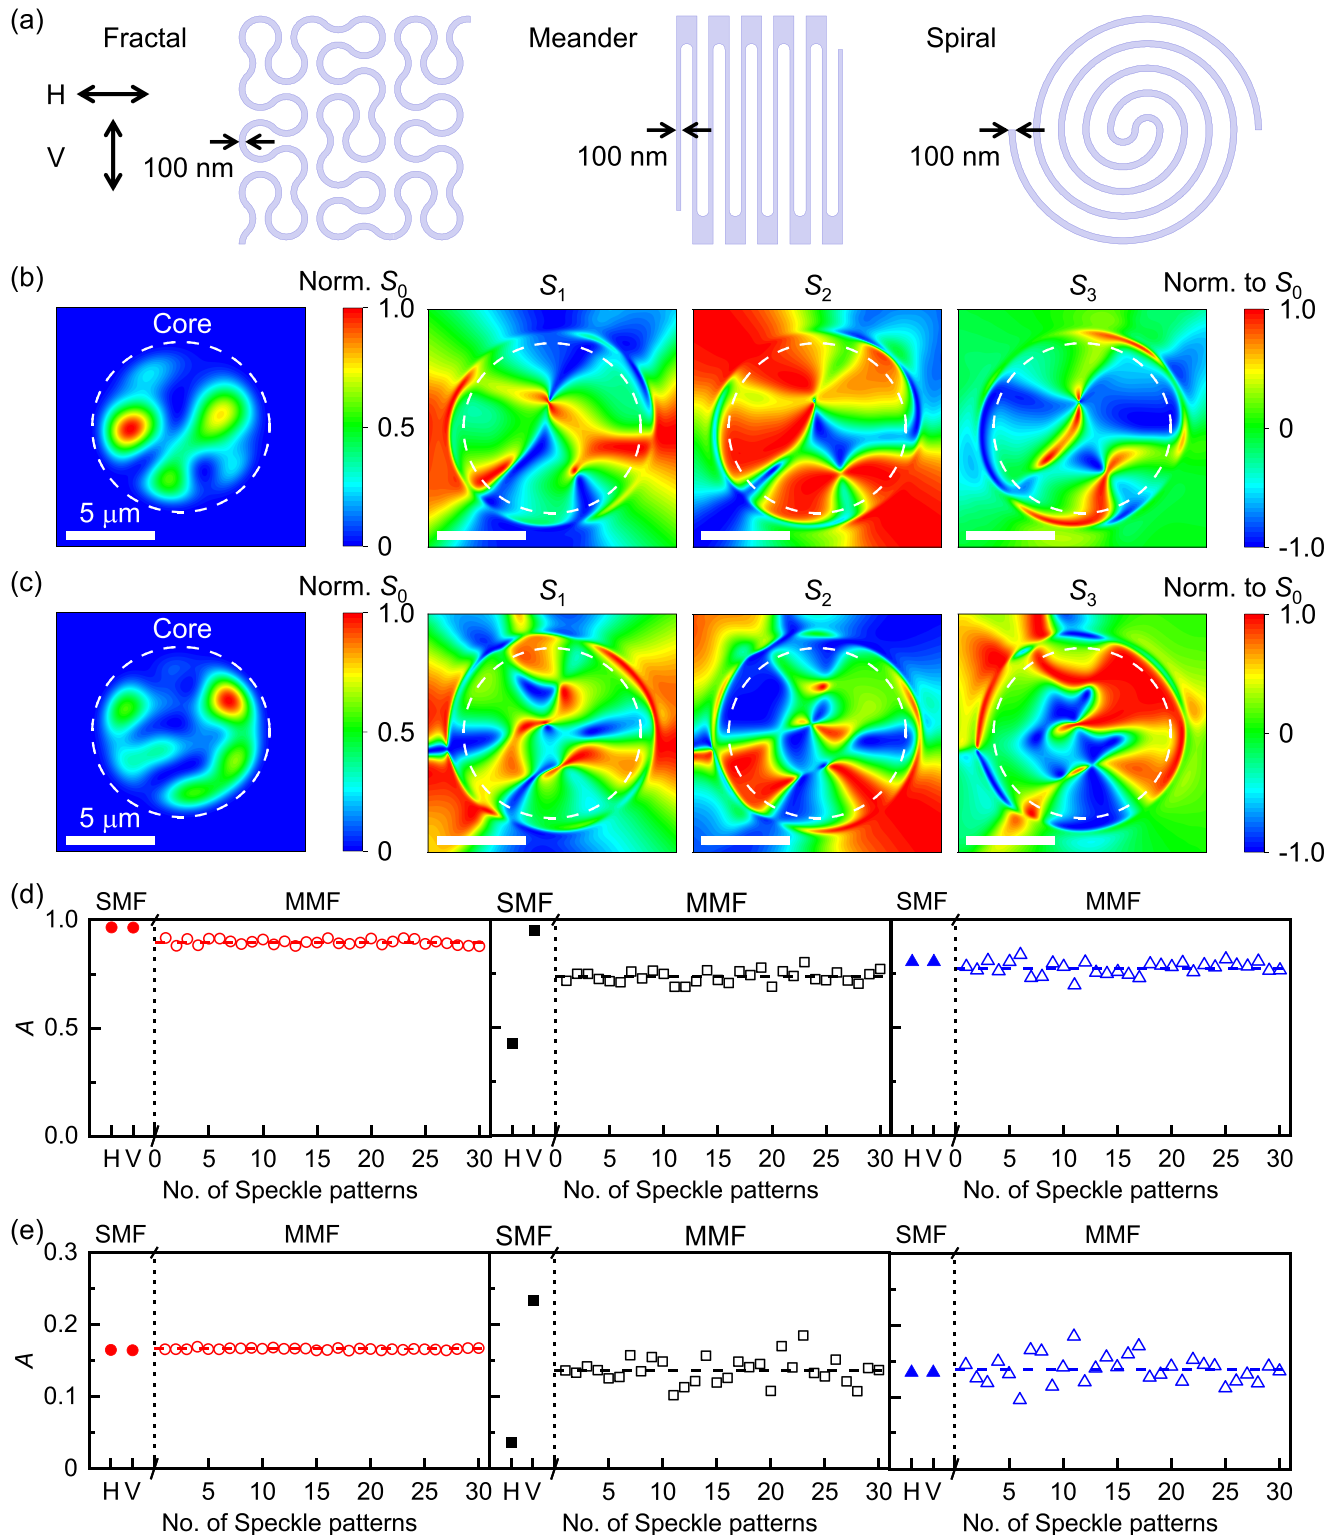 (a)
Fractal
Meander
Spiral
H
V
100 nm
100 nm
100 nm
(b)
Norm. S0
S1
S2
S3
Norm. to S0
Core
5 μm
1.0
0.5
0
1.0
0
-1.0
(c)
Norm. S0
S1
S2
S3
Norm. to S0
Core
5 μm
1.0
0.5
0
1.0
0
-1.0
(d)
SMF
MMF
SMF
MMF
SMF
MMF
A
1.0
0.5
0.0
H V 0 5 10 15 20 25 30
H V 0 5 10 15 20 25 30
H V 0 5 10 15 20 25 30
No. of Speckle patterns
No. of Speckle patterns
No. of Speckle patterns
(e)
SMF
MMF
SMF
MMF
SMF
MMF
A
0.3
0.2
0.1
0
H V 5 10 15 20 25 30
H V 5 10 15 20 25 30
H V 5 10 15 20 25 30
No. of Speckle patterns
No. of Speckle patterns
No. of Speckle patterns